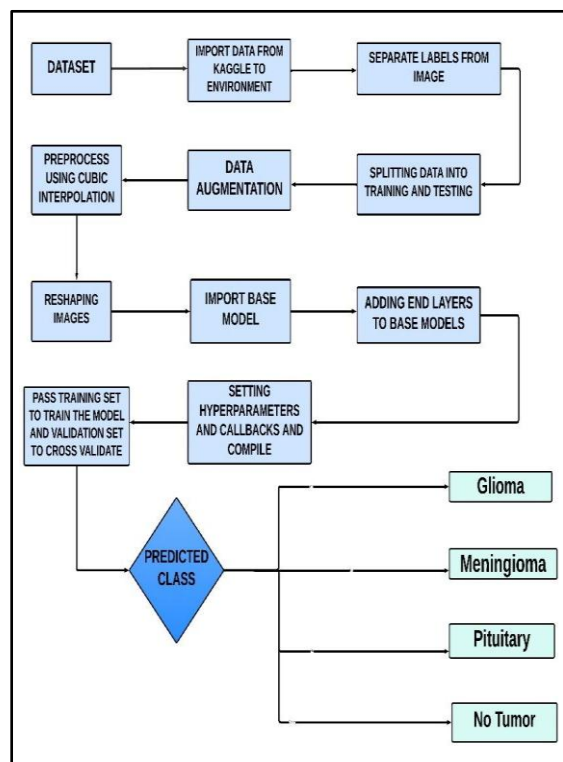 DATASET
IMPORT DATA FROM
KAGGLE TO
ENVIRONMENT
SEPARATE LABELS FROM
IMAGE
SPLITTING DATA INTO
TRAINING AND TESTING
DATA
AUGMENTATION
PREPROCESS
USING CUBIC
INTERPOLATION
RESHAPING
IMAGES
IMPORT BASE
MODEL
ADDING END LAYERS
TO BASE MODELS
SETTING
HYPERPARAMETERS
AND CALLBACKS AND
COMPILE
PASS TRAINING SET
TO TRAIN THE MODEL
AND VALIDATION SET
TO CROSS VALIDATE
PREDICTED
CLASS
Glioma
Meningioma
Pituitary
No Tumor